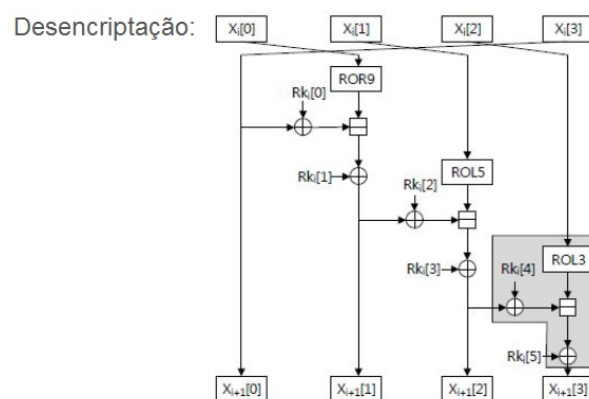 Desencriptação:
Xᵢ[0] Xᵢ[1] Xᵢ[2] Xᵢ[3]
ROR9
Rkᵢ[0]
Rkᵢ[1]
ROL5
Rkᵢ[2]
Rkᵢ[3]
ROL3
Rkᵢ[4]
Rkᵢ[5]
Xᵢ₊₁[0] Xᵢ₊₁[1] Xᵢ₊₁[2] Xᵢ₊₁[3]